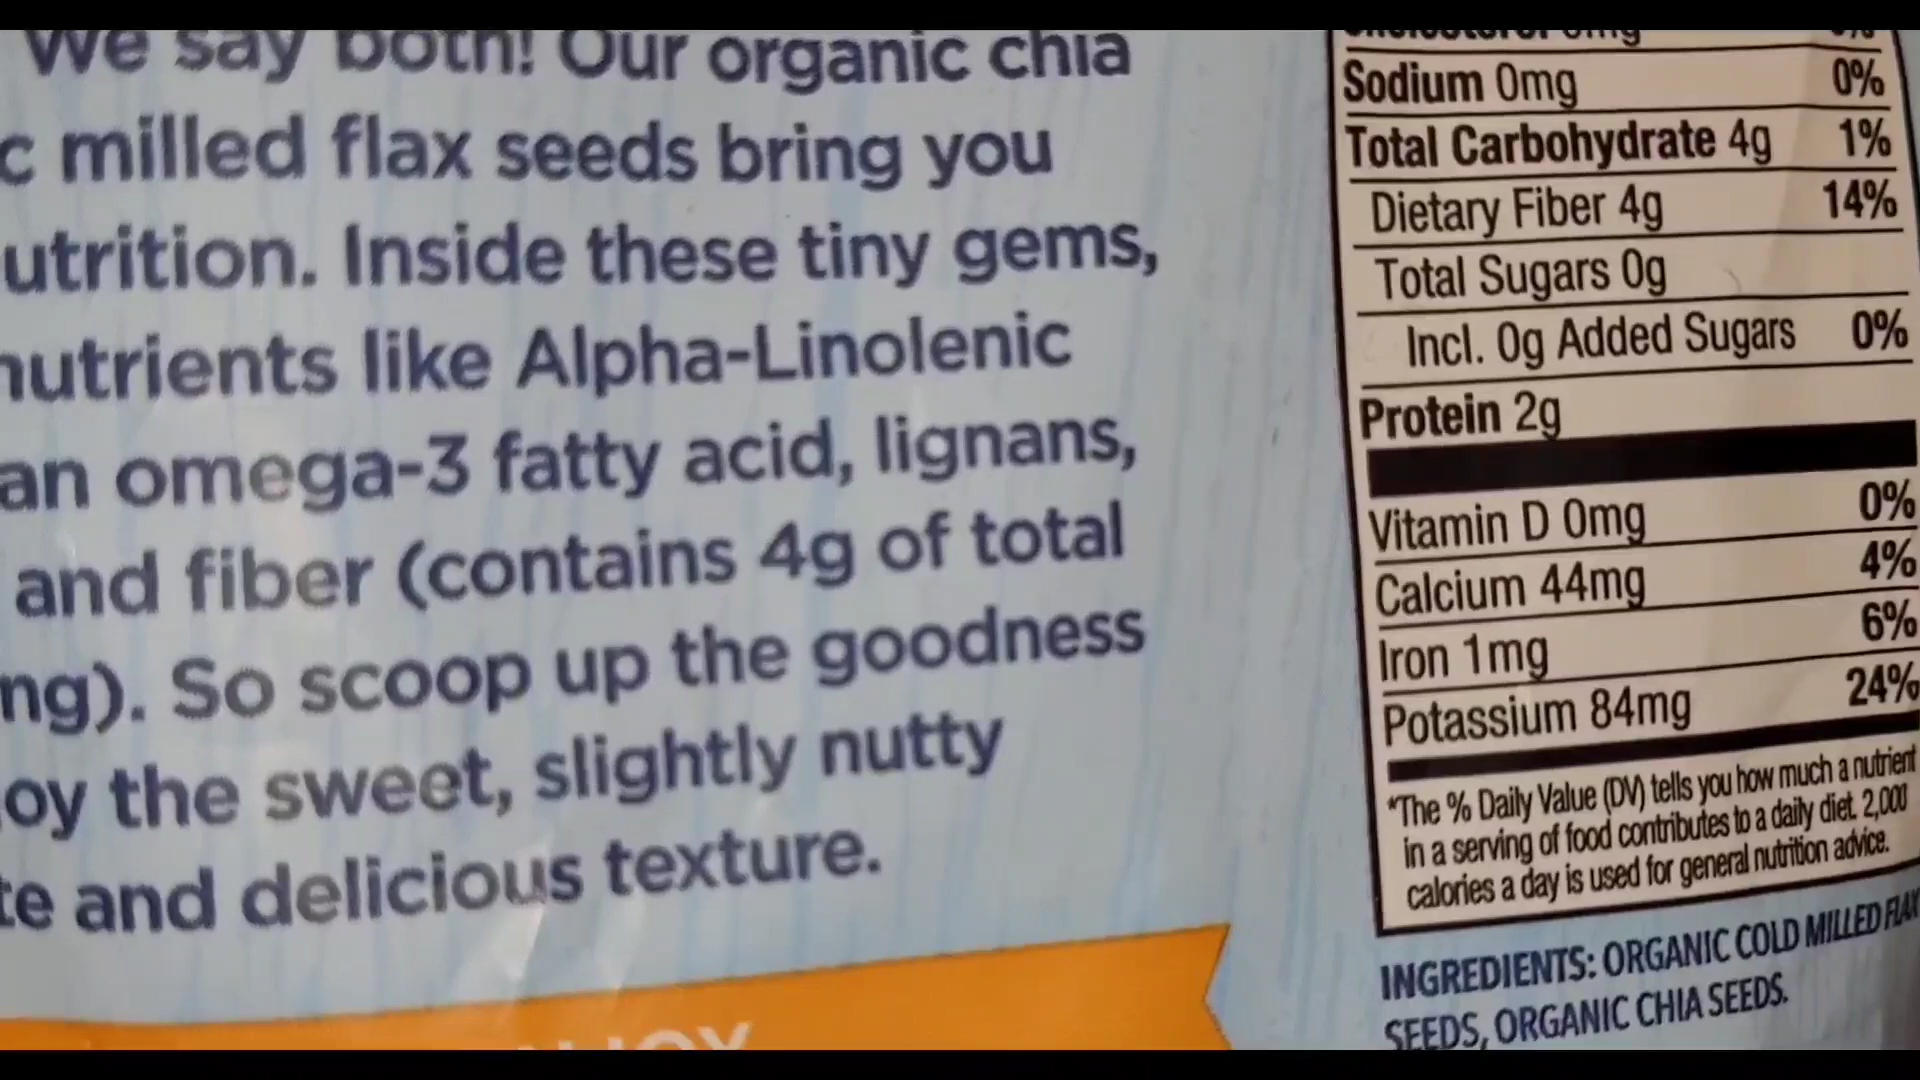 We say both! Our organic chia
c milled flax seeds bring you
utrition. Inside these tiny gems,
nutrients like Alpha-Linolenic
an omega-3 fatty acid, lignans,
and fiber (contains 4g of total
ng). So scoop up the goodness
oy the sweet, slightly nutty
te and delicious texture.
Sodium 0mg 0%
Total Carbohydrate 4g 1%
Dietary Fiber 4g 14%
Total Sugars 0g
Incl. 0g Added Sugars 0%
Protein 2g
Vitamin D 0mg 0%
Calcium 44mg 4%
Iron 1mg 6%
Potassium 84mg 24%
*The % Daily Value (DV) tells you how much a nutrient
in a serving of food contributes to a daily diet. 2,000
calories a day is used for general nutrition advice.
INGREDIENTS: ORGANIC COLD MILLED FLAX
SEEDS, ORGANIC CHIA SEEDS.